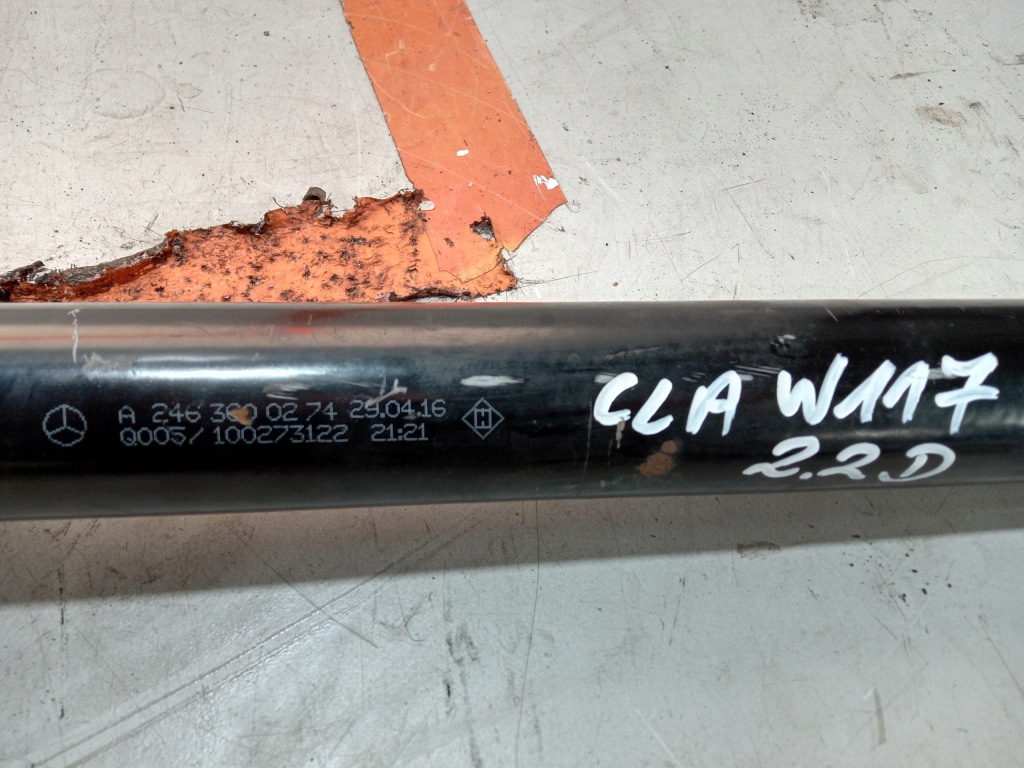 A 246 360 02 74 29.04.16
Q005/100273122 21:21
H
CLA W117
2.2D